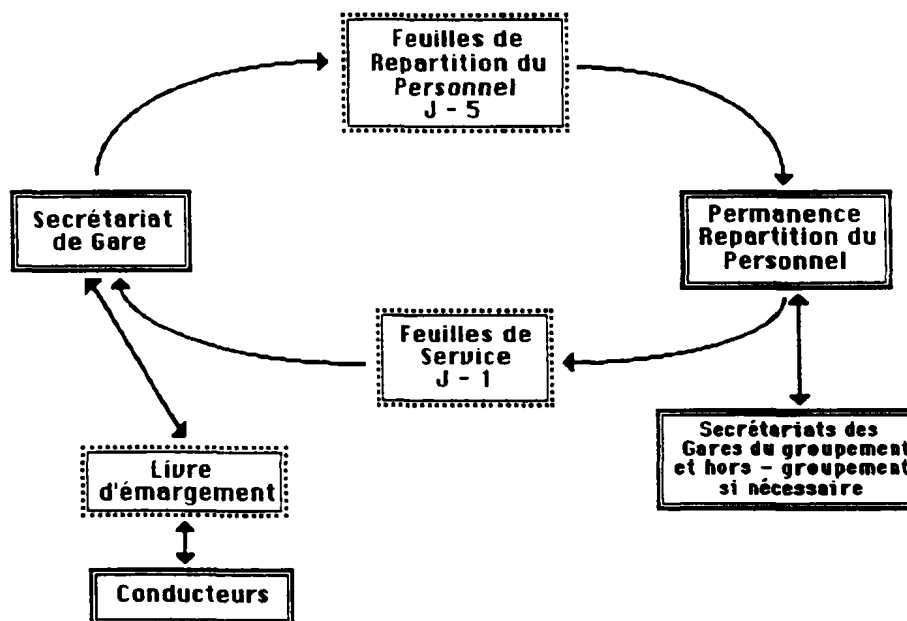 Feuilles de
Repartition du
Personnel
J - 5
Secrétariat
de Gare
Permanence
Repartition du
Personnel
Feuilles de
Service
J - 1
Secrétariats des
Gares du groupement
et hors - groupement
si nécessaire
Livre
d'émargement
Conducteurs